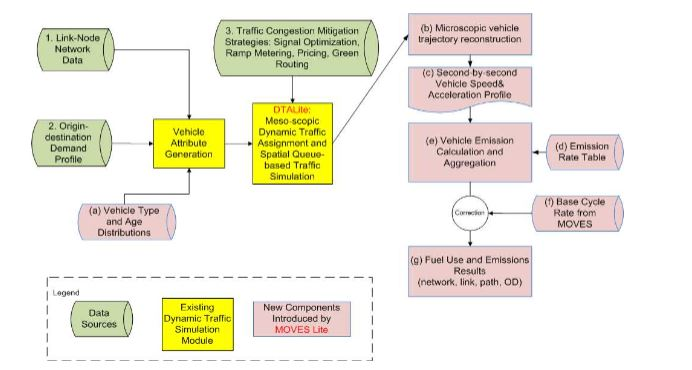 1. Link-Node
Network
Data
2. Origin-
destination
Demand
Profile
(a) Vehicle Type
and Age
Distributions
Vehicle
Attribute
Generation
3. Traffic Congestion Mitigation
Strategies: Signal Optimization,
Ramp Metering, Pricing, Green
Routing
DTALite:
Meso-scopic
Dynamic Traffic
Assignment and
Spatial Queue-
based Traffic
Simulation
(b) Microscopic vehicle
trajectory reconstruction
(c) Second-by-second
Vehicle Speed&
Acceleration Profile
(e) Vehicle Emission
Calculation and
Aggregation
(d) Emission
Rate Table
Correction
(f) Base Cycle
Rate from
MOVES
(g) Fuel Use and Emissions
Results
(network, link, path, OD)
Legend
Data
Sources
Existing
Dynamic Traffic
Simulation
Module
New Components
Introduced by
MOVES Lite